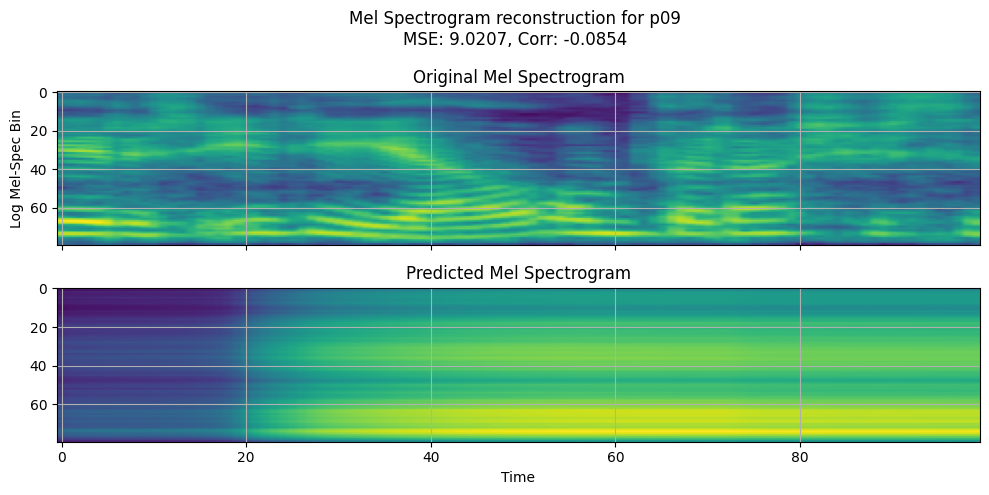 Mel Spectrogram reconstruction for p09
MSE: 9.0207, Corr: -0.0854
Original Mel Spectrogram
Log Mel-Spec Bin
0
20
40
60
Predicted Mel Spectrogram
0
20
40
60
0 20 40 60 80
Time